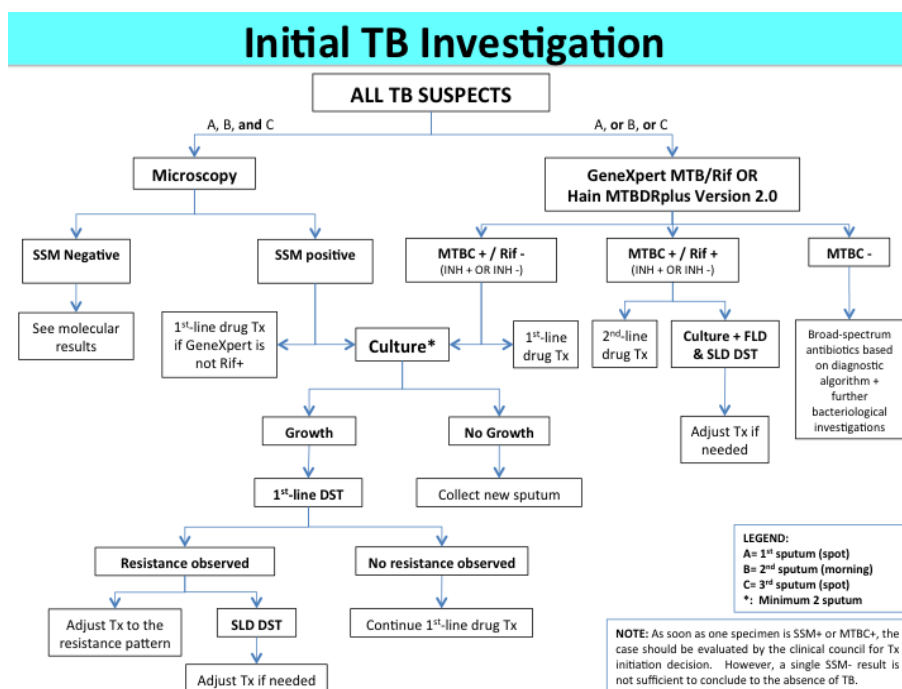 Initial TB Investigation
ALL TB SUSPECTS
A, B, and C
A, or B, or C
Microscopy
GeneXpert MTB/Rif OR
Hain MTBDRplus Version 2.0
SSM Negative
SSM positive
MTBC + / Rif -
(INH + OR INH -)
MTBC + / Rif +
(INH + OR INH -)
MTBC -
See molecular
results
1st-line drug Tx
if GeneXpert is
not Rif+
Culture*
1st-line
drug Tx
2nd-line
drug Tx
Culture + FLD
& SLD DST
Broad-spectrum
antibiotics based
on diagnostic
algorithm +
further
bacteriological
investigations
Adjust Tx if
needed
Growth
No Growth
1st-line DST
Collect new sputum
Resistance observed
No resistance observed
Adjust Tx to the
resistance pattern
SLD DST
Continue 1st-line drug Tx
Adjust Tx if needed
LEGEND:
A= 1st sputum (spot)
B= 2nd sputum (morning)
C= 3rd sputum (spot)
*: Minimum 2 sputum
NOTE: As soon as one specimen is SSM+ or MTBC+, the
case should be evaluated by the clinical council for Tx
initiation decision. However, a single SSM- result is
not sufficient to conclude to the absence of TB.